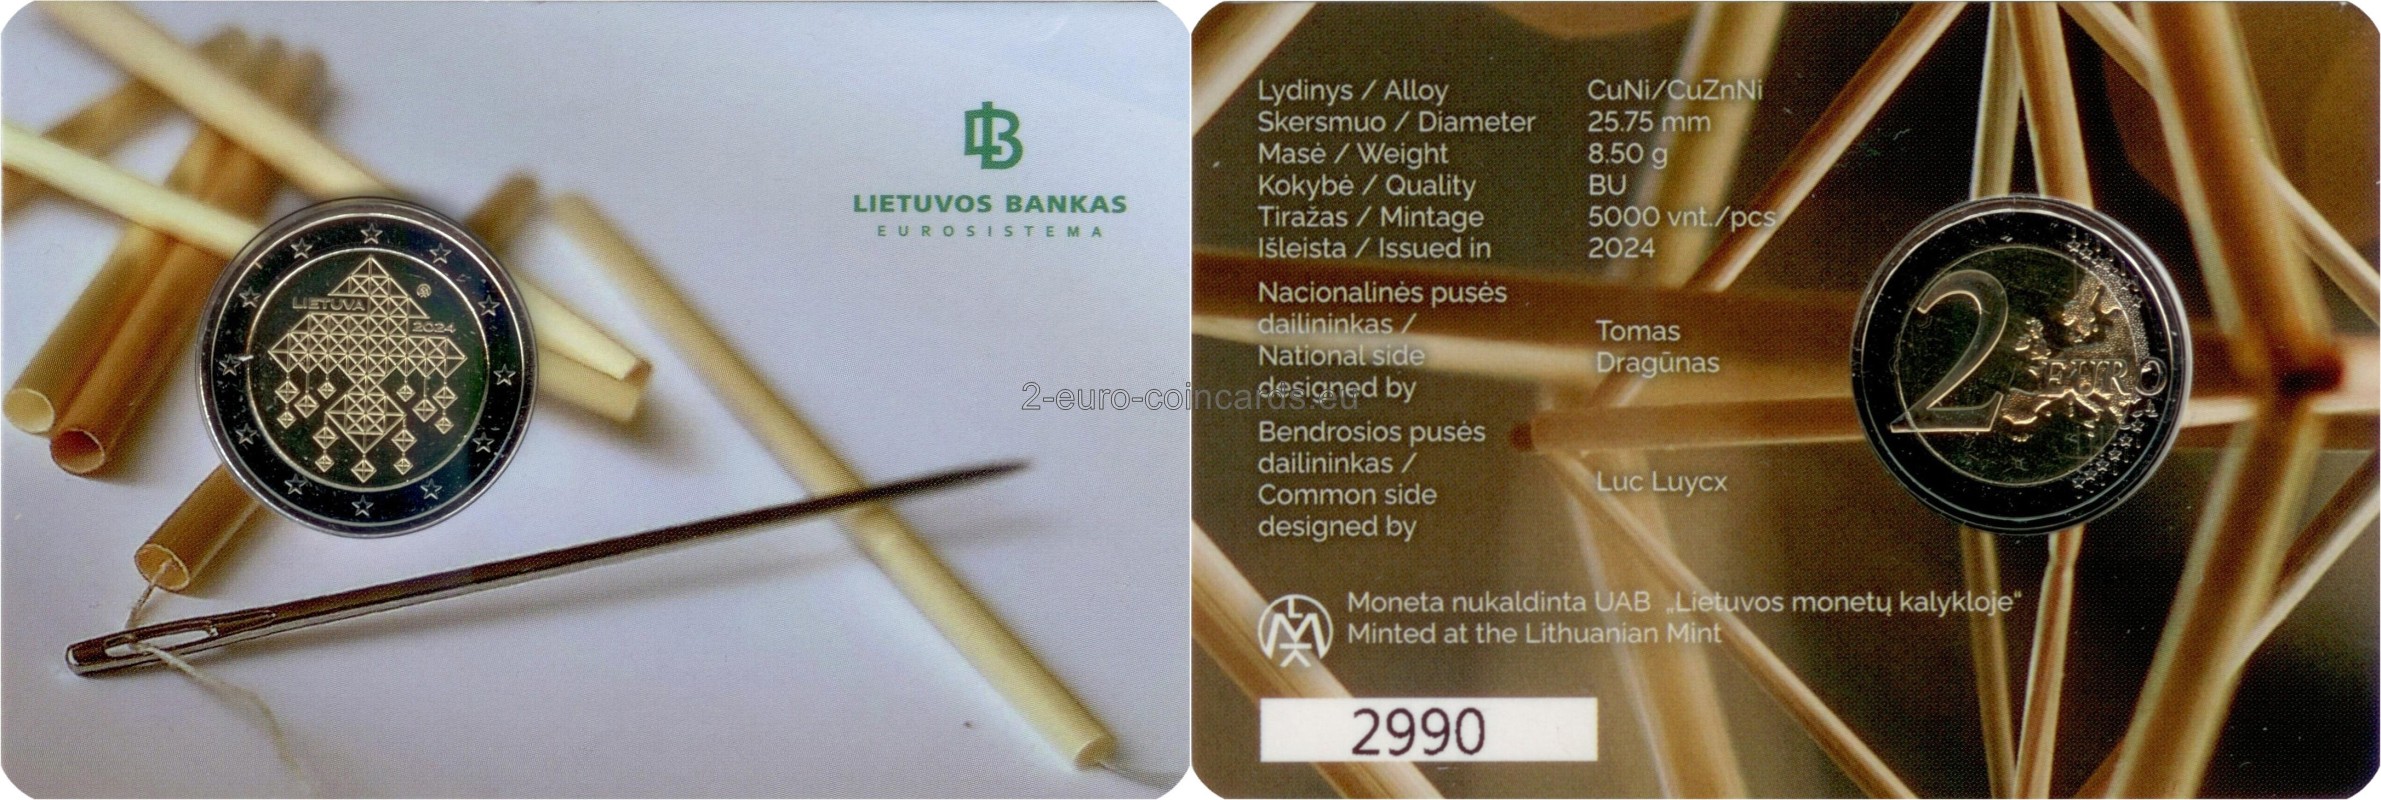 LIETUVOS BANKAS
EUROSISTEMA
LIETUVA
2024
Lydinys / Alloy CuNi/CuZnNi
Skersmuo / Diameter 25.75 mm
Masė / Weight 8.50 g
Kokybė / Quality BU
Tiražas / Mintage 5000 vnt./pcs
Išleista / Issued in 2024
Nacionalinės pusės
dailininkas /
National side
designed by
Tomas
Dragūnas
Bendrosios pusės
dailininkas /
Common side
designed by
Luc Luycx
2 EURO
2-euro-coincards.eu
LMK
Moneta nukaldinta UAB „Lietuvos monetų kalykloje“
Minted at the Lithuanian Mint
2990